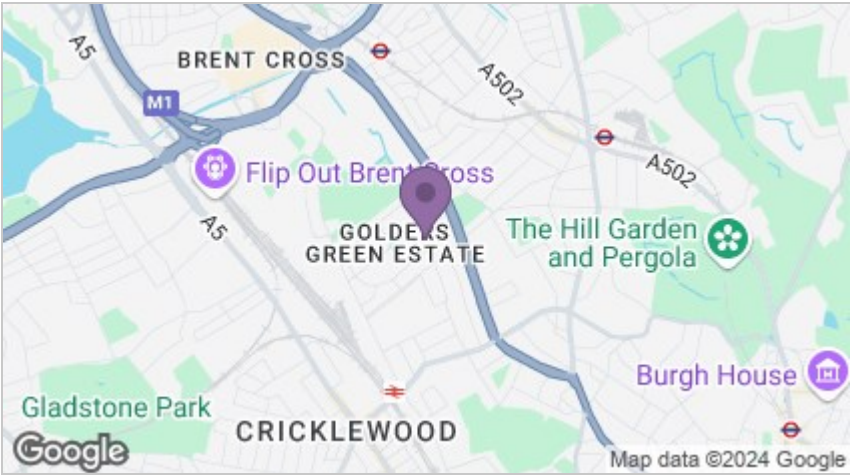 A5
BRENT CROSS
A502
M1
A502
Flip Out Brent Cross
A5
GOLDERS
GREEN ESTATE
The Hill Garden
and Pergola
Burgh House
Gladstone Park
CRICKLEWOOD
Google
Map data ©2024 Google